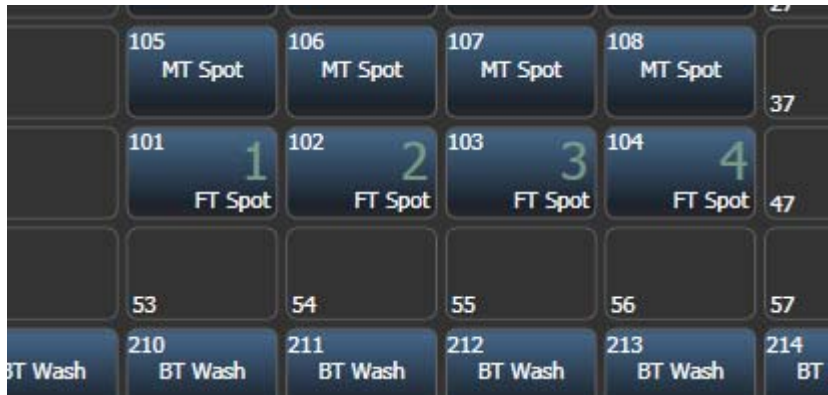 27
105 106 107 108
MT Spot MT Spot MT Spot MT Spot
37
101 1 102 2 103 3 104 4
FT Spot FT Spot FT Spot FT Spot 47
53 54 55 56 57
210 211 212 213 214
BT Wash BT Wash BT Wash BT Wash BT Wash BT